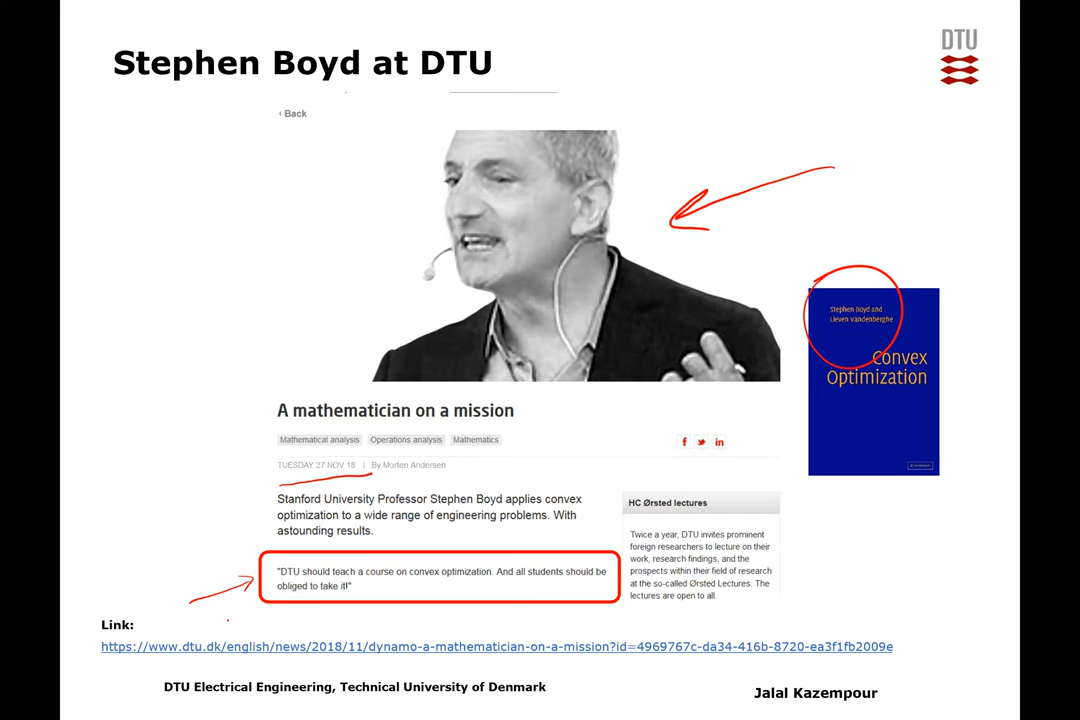 Stephen Boyd at DTU
DTU
‹ Back
Stephen Boyd and
Lieven Vandenberghe
Convex
Optimization
A mathematician on a mission
Mathematical analysis Operations analysis Mathematics
f in
TUESDAY 27 NOV 18 | By Morten Andersen
Stanford University Professor Stephen Boyd applies convex
optimization to a wide range of engineering problems. With
astounding results.
"DTU should teach a course on convex optimization. And all students should be
obliged to take it!"
HC Ørsted lectures
Twice a year, DTU invites prominent
foreign researchers to lecture on their
work, research findings, and the
prospects within their field of research
at the so-called Ørsted Lectures. The
lectures are open to all.
Link:
https://www.dtu.dk/english/news/2018/11/dynamo-a-mathematician-on-a-mission?id=4969767c-da34-416b-8720-ea3f1fb2009e
DTU Electrical Engineering, Technical University of Denmark
Jalal Kazempour